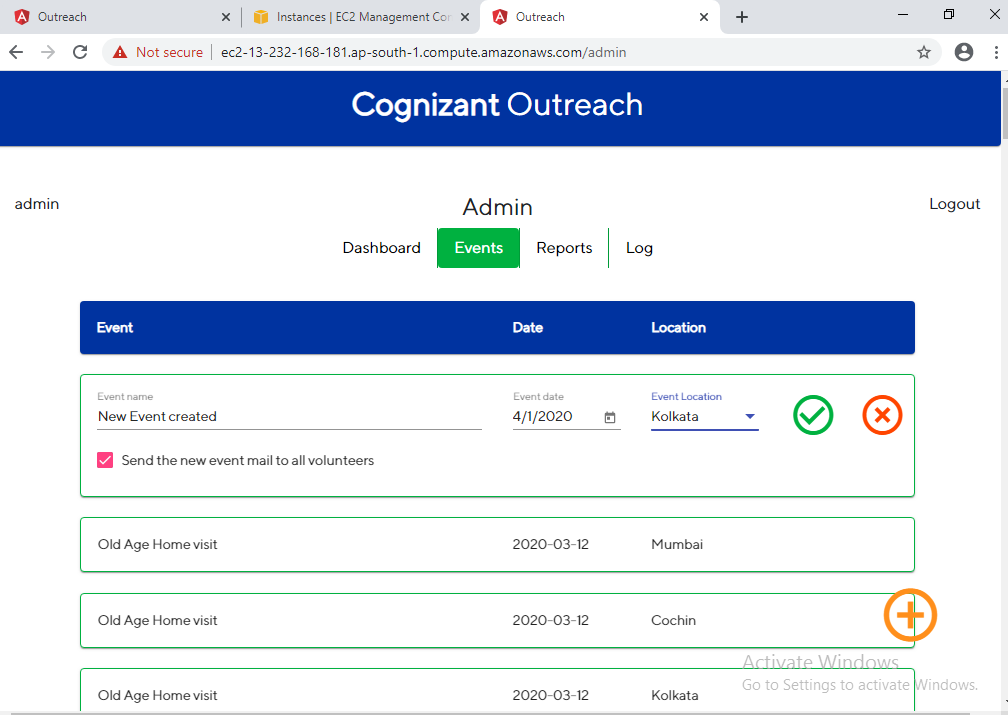 Outreach
Instances | EC2 Management Co
Outreach
Not secure ec2-13-232-168-181.ap-south-1.compute.amazonaws.com/admin
Cognizant Outreach
admin Admin Logout
Dashboard Events Reports Log
Event Date Location
Event name Event date Event Location
New Event created 4/1/2020 Kolkata
Send the new event mail to all volunteers
Old Age Home visit 2020-03-12 Mumbai
Old Age Home visit 2020-03-12 Cochin
Activate Windows
Go to Settings to activate Windows.
Old Age Home visit 2020-03-12 Kolkata